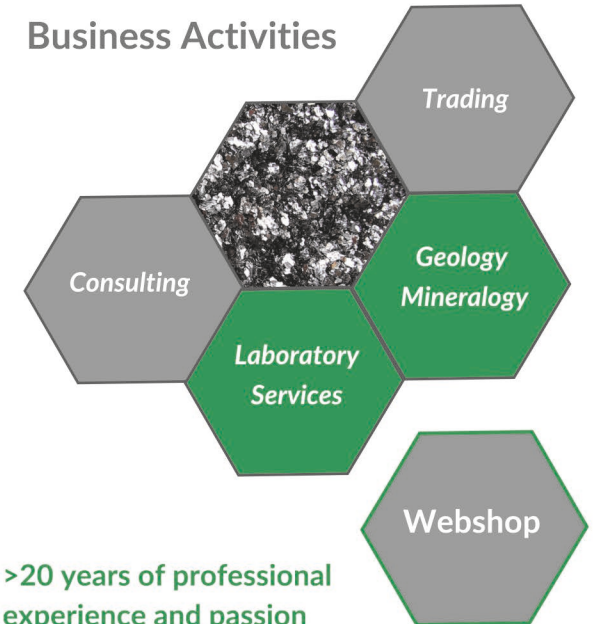 Business Activities
Trading
Geology
Mineralogy
Consulting
Laboratory
Services
Webshop
>20 years of professional
experience and passion